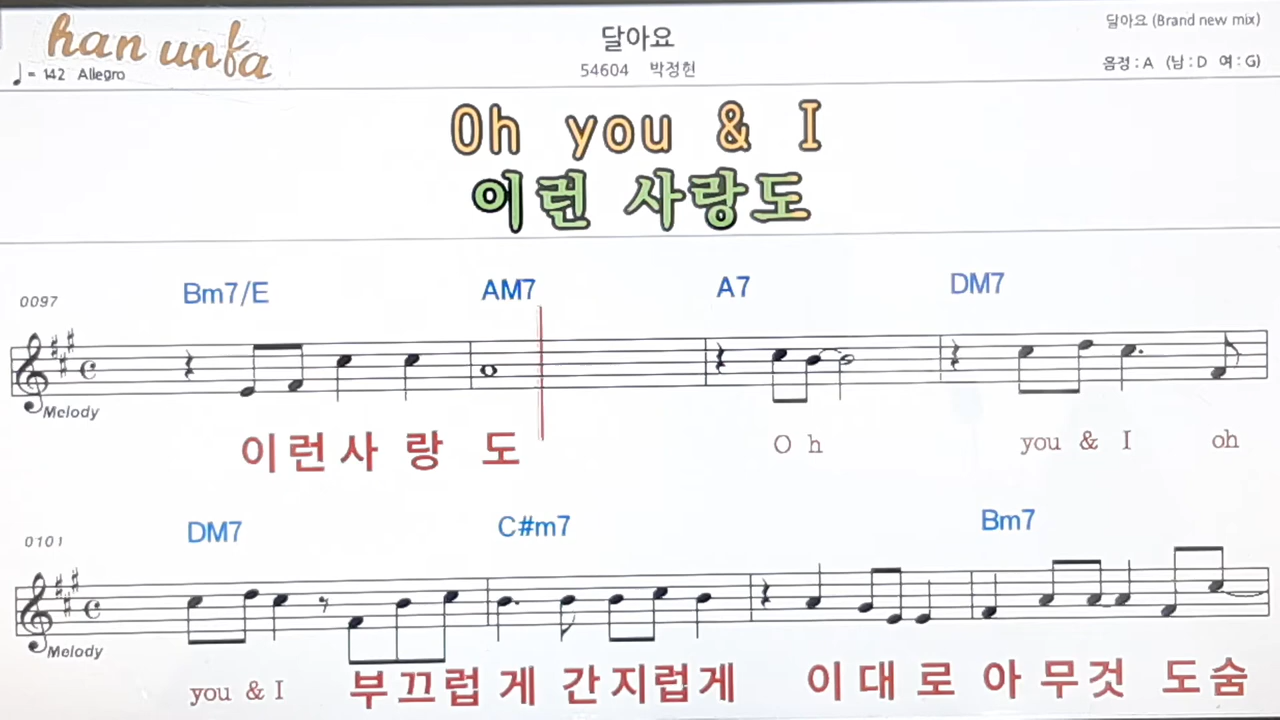 han unfa
♩ = 142 Allegro
달아요
54604 박정현
달아요 (Brand new mix)
음정 : A (남 : D 여 : G)
Oh you & I
이런 사랑도
0097 Bm7/E AM7 A7 DM7
Melody
이런사 랑 도 Oh you & I oh
0101 DM7 C#m7 Bm7
Melody
you & I 부끄럽 게 간지럽게 이대 로 아 무것 도숨